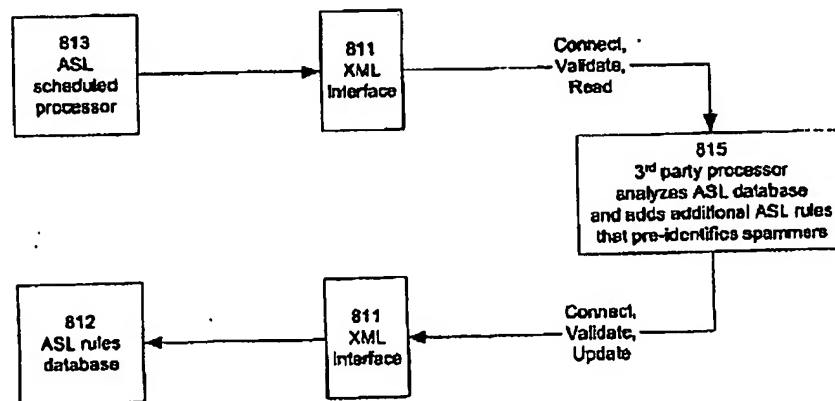 813
ASL
scheduled
processor
811
XML
Interface
Connect,
Validate,
Read
815
3rd party processor
analyzes ASL database
and adds additional ASL rules
that pre-identifies spammers
Connect,
Validate,
Update
811
XML
Interface
812
ASL rules
database